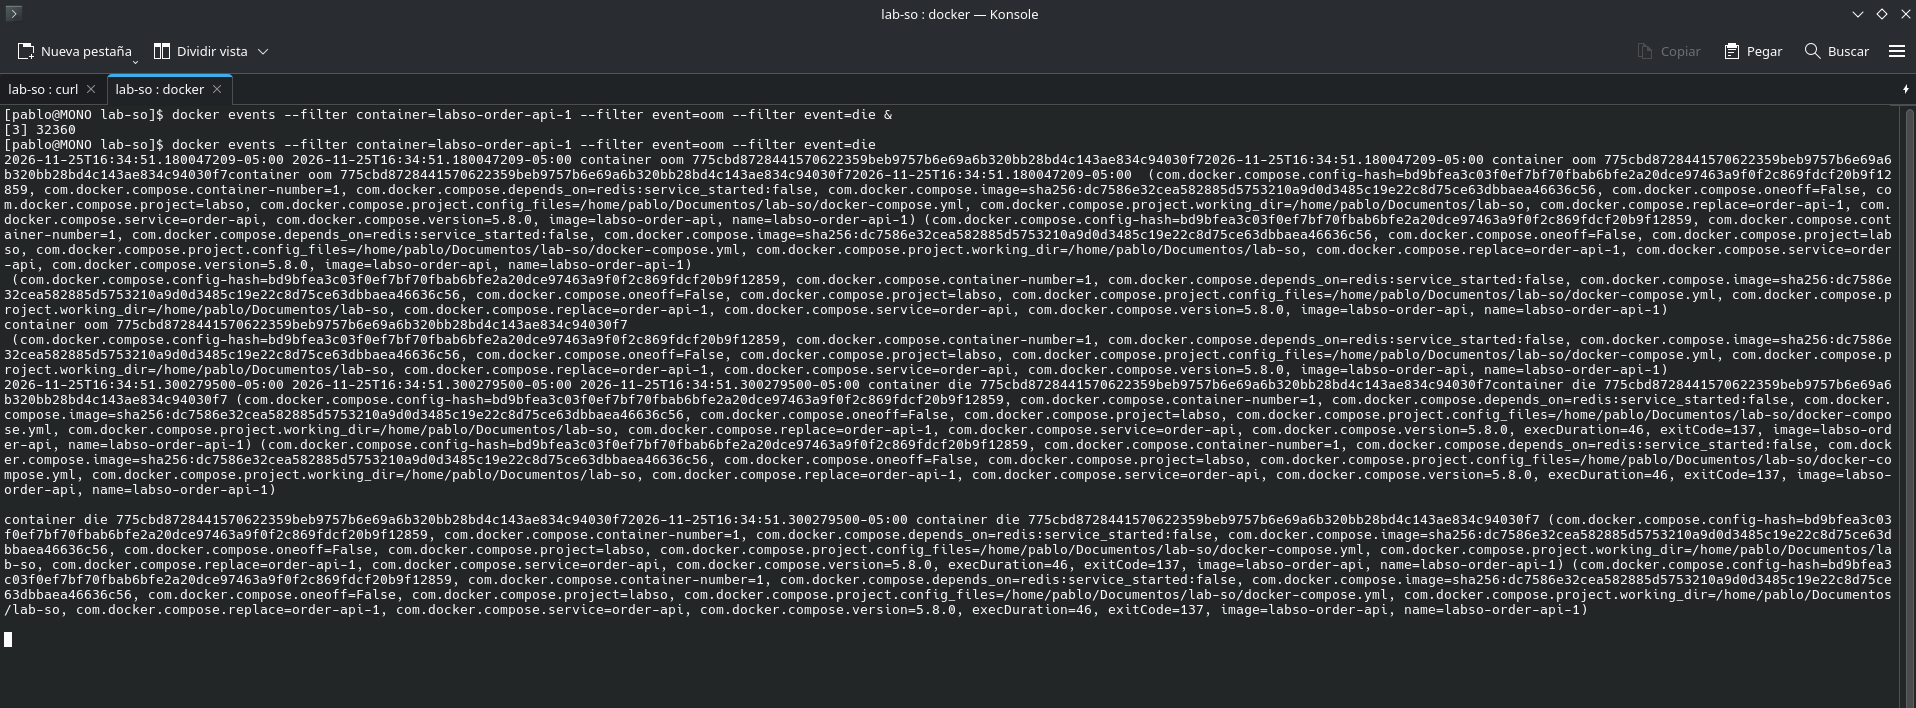 lab-so : docker — Konsole
Nueva pestaña
Dividir vista
Copiar
Pegar
Buscar
lab-so : curl
lab-so : docker
[pablo@MONO lab-so]$ docker events --filter container=labso-order-api-1 --filter event=oom --filter event=die &
[3] 32360
[pablo@MONO lab-so]$ docker events --filter container=labso-order-api-1 --filter event=oom --filter event=die
2026-11-25T16:34:51.180047209-05:00 2026-11-25T16:34:51.180047209-05:00 container oom 775cbd8728441570622359beb9757b6e69a6b320bb28bd4c143ae834c94030f72026-11-25T16:34:51.180047209-05:00 container oom 775cbd8728441570622359beb9757b6e69a6
b320bb28bd4c143ae834c94030f7container oom 775cbd8728441570622359beb9757b6e69a6b320bb28bd4c143ae834c94030f72026-11-25T16:34:51.180047209-05:00  (com.docker.compose.config-hash=bd9bfea3c03f0ef7bf70fbab6bfe2a20dce97463a9f0f2c869fdcf20b9f12
859, com.docker.compose.container-number=1, com.docker.compose.depends_on=redis:service_started:false, com.docker.compose.image=sha256:dc7586e32cea582885d5753210a9d0d3485c19e22c8d75ce63dbbaea46636c56, com.docker.compose.oneoff=False, co
m.docker.compose.project=labso, com.docker.compose.project.config_files=/home/pablo/Documentos/lab-so/docker-compose.yml, com.docker.compose.project.working_dir=/home/pablo/Documentos/lab-so, com.docker.compose.replace=order-api-1, com.
docker.compose.service=order-api, com.docker.compose.version=5.8.0, image=labso-order-api, name=labso-order-api-1) (com.docker.compose.config-hash=bd9bfea3c03f0ef7bf70fbab6bfe2a20dce97463a9f0f2c869fdcf20b9f12859, com.docker.compose.cont
ainer-number=1, com.docker.compose.depends_on=redis:service_started:false, com.docker.compose.image=sha256:dc7586e32cea582885d5753210a9d0d3485c19e22c8d75ce63dbbaea46636c56, com.docker.compose.oneoff=False, com.docker.compose.project=lab
so, com.docker.compose.project.config_files=/home/pablo/Documentos/lab-so/docker-compose.yml, com.docker.compose.project.working_dir=/home/pablo/Documentos/lab-so, com.docker.compose.replace=order-api-1, com.docker.compose.service=order
-api, com.docker.compose.version=5.8.0, image=labso-order-api, name=labso-order-api-1)
 (com.docker.compose.config-hash=bd9bfea3c03f0ef7bf70fbab6bfe2a20dce97463a9f0f2c869fdcf20b9f12859, com.docker.compose.container-number=1, com.docker.compose.depends_on=redis:service_started:false, com.docker.compose.image=sha256:dc7586e
32cea582885d5753210a9d0d3485c19e22c8d75ce63dbbaea46636c56, com.docker.compose.oneoff=False, com.docker.compose.project=labso, com.docker.compose.project.config_files=/home/pablo/Documentos/lab-so/docker-compose.yml, com.docker.compose.p
roject.working_dir=/home/pablo/Documentos/lab-so, com.docker.compose.replace=order-api-1, com.docker.compose.service=order-api, com.docker.compose.version=5.8.0, image=labso-order-api, name=labso-order-api-1)
container oom 775cbd8728441570622359beb9757b6e69a6b320bb28bd4c143ae834c94030f7
 (com.docker.compose.config-hash=bd9bfea3c03f0ef7bf70fbab6bfe2a20dce97463a9f0f2c869fdcf20b9f12859, com.docker.compose.container-number=1, com.docker.compose.depends_on=redis:service_started:false, com.docker.compose.image=sha256:dc7586e
32cea582885d5753210a9d0d3485c19e22c8d75ce63dbbaea46636c56, com.docker.compose.oneoff=False, com.docker.compose.project=labso, com.docker.compose.project.config_files=/home/pablo/Documentos/lab-so/docker-compose.yml, com.docker.compose.p
roject.working_dir=/home/pablo/Documentos/lab-so, com.docker.compose.replace=order-api-1, com.docker.compose.service=order-api, com.docker.compose.version=5.8.0, image=labso-order-api, name=labso-order-api-1)
2026-11-25T16:34:51.300279500-05:00 2026-11-25T16:34:51.300279500-05:00 2026-11-25T16:34:51.300279500-05:00 container die 775cbd8728441570622359beb9757b6e69a6b320bb28bd4c143ae834c94030f7container die 775cbd8728441570622359beb9757b6e69a6
b320bb28bd4c143ae834c94030f7 (com.docker.compose.config-hash=bd9bfea3c03f0ef7bf70fbab6bfe2a20dce97463a9f0f2c869fdcf20b9f12859, com.docker.compose.container-number=1, com.docker.compose.depends_on=redis:service_started:false, com.docker.
compose.image=sha256:dc7586e32cea582885d5753210a9d0d3485c19e22c8d75ce63dbbaea46636c56, com.docker.compose.oneoff=False, com.docker.compose.project=labso, com.docker.compose.project.config_files=/home/pablo/Documentos/lab-so/docker-compo
se.yml, com.docker.compose.project.working_dir=/home/pablo/Documentos/lab-so, com.docker.compose.replace=order-api-1, com.docker.compose.service=order-api, com.docker.compose.version=5.8.0, execDuration=46, exitCode=137, image=labso-ord
er-api, name=labso-order-api-1) (com.docker.compose.config-hash=bd9bfea3c03f0ef7bf70fbab6bfe2a20dce97463a9f0f2c869fdcf20b9f12859, com.docker.compose.container-number=1, com.docker.compose.depends_on=redis:service_started:false, com.dock
er.compose.image=sha256:dc7586e32cea582885d5753210a9d0d3485c19e22c8d75ce63dbbaea46636c56, com.docker.compose.oneoff=False, com.docker.compose.project=labso, com.docker.compose.project.config_files=/home/pablo/Documentos/lab-so/docker-co
mpose.yml, com.docker.compose.project.working_dir=/home/pablo/Documentos/lab-so, com.docker.compose.replace=order-api-1, com.docker.compose.service=order-api, com.docker.compose.version=5.8.0, execDuration=46, exitCode=137, image=labso-
order-api, name=labso-order-api-1)
container die 775cbd8728441570622359beb9757b6e69a6b320bb28bd4c143ae834c94030f72026-11-25T16:34:51.300279500-05:00 container die 775cbd8728441570622359beb9757b6e69a6b320bb28bd4c143ae834c94030f7 (com.docker.compose.config-hash=bd9bfea3c03
f0ef7bf70fbab6bfe2a20dce97463a9f0f2c869fdcf20b9f12859, com.docker.compose.container-number=1, com.docker.compose.depends_on=redis:service_started:false, com.docker.compose.image=sha256:dc7586e32cea582885d5753210a9d0d3485c19e22c8d75ce63d
bbaea46636c56, com.docker.compose.oneoff=False, com.docker.compose.project=labso, com.docker.compose.project.config_files=/home/pablo/Documentos/lab-so/docker-compose.yml, com.docker.compose.project.working_dir=/home/pablo/Documentos/la
b-so, com.docker.compose.replace=order-api-1, com.docker.compose.service=order-api, com.docker.compose.version=5.8.0, execDuration=46, exitCode=137, image=labso-order-api, name=labso-order-api-1) (com.docker.compose.config-hash=bd9bfea3
c03f0ef7bf70fbab6bfe2a20dce97463a9f0f2c869fdcf20b9f12859, com.docker.compose.container-number=1, com.docker.compose.depends_on=redis:service_started:false, com.docker.compose.image=sha256:dc7586e32cea582885d5753210a9d0d3485c19e22c8d75ce
63dbbaea46636c56, com.docker.compose.oneoff=False, com.docker.compose.project=labso, com.docker.compose.project.config_files=/home/pablo/Documentos/lab-so/docker-compose.yml, com.docker.compose.project.working_dir=/home/pablo/Documentos
/lab-so, com.docker.compose.replace=order-api-1, com.docker.compose.service=order-api, com.docker.compose.version=5.8.0, execDuration=46, exitCode=137, image=labso-order-api, name=labso-order-api-1)